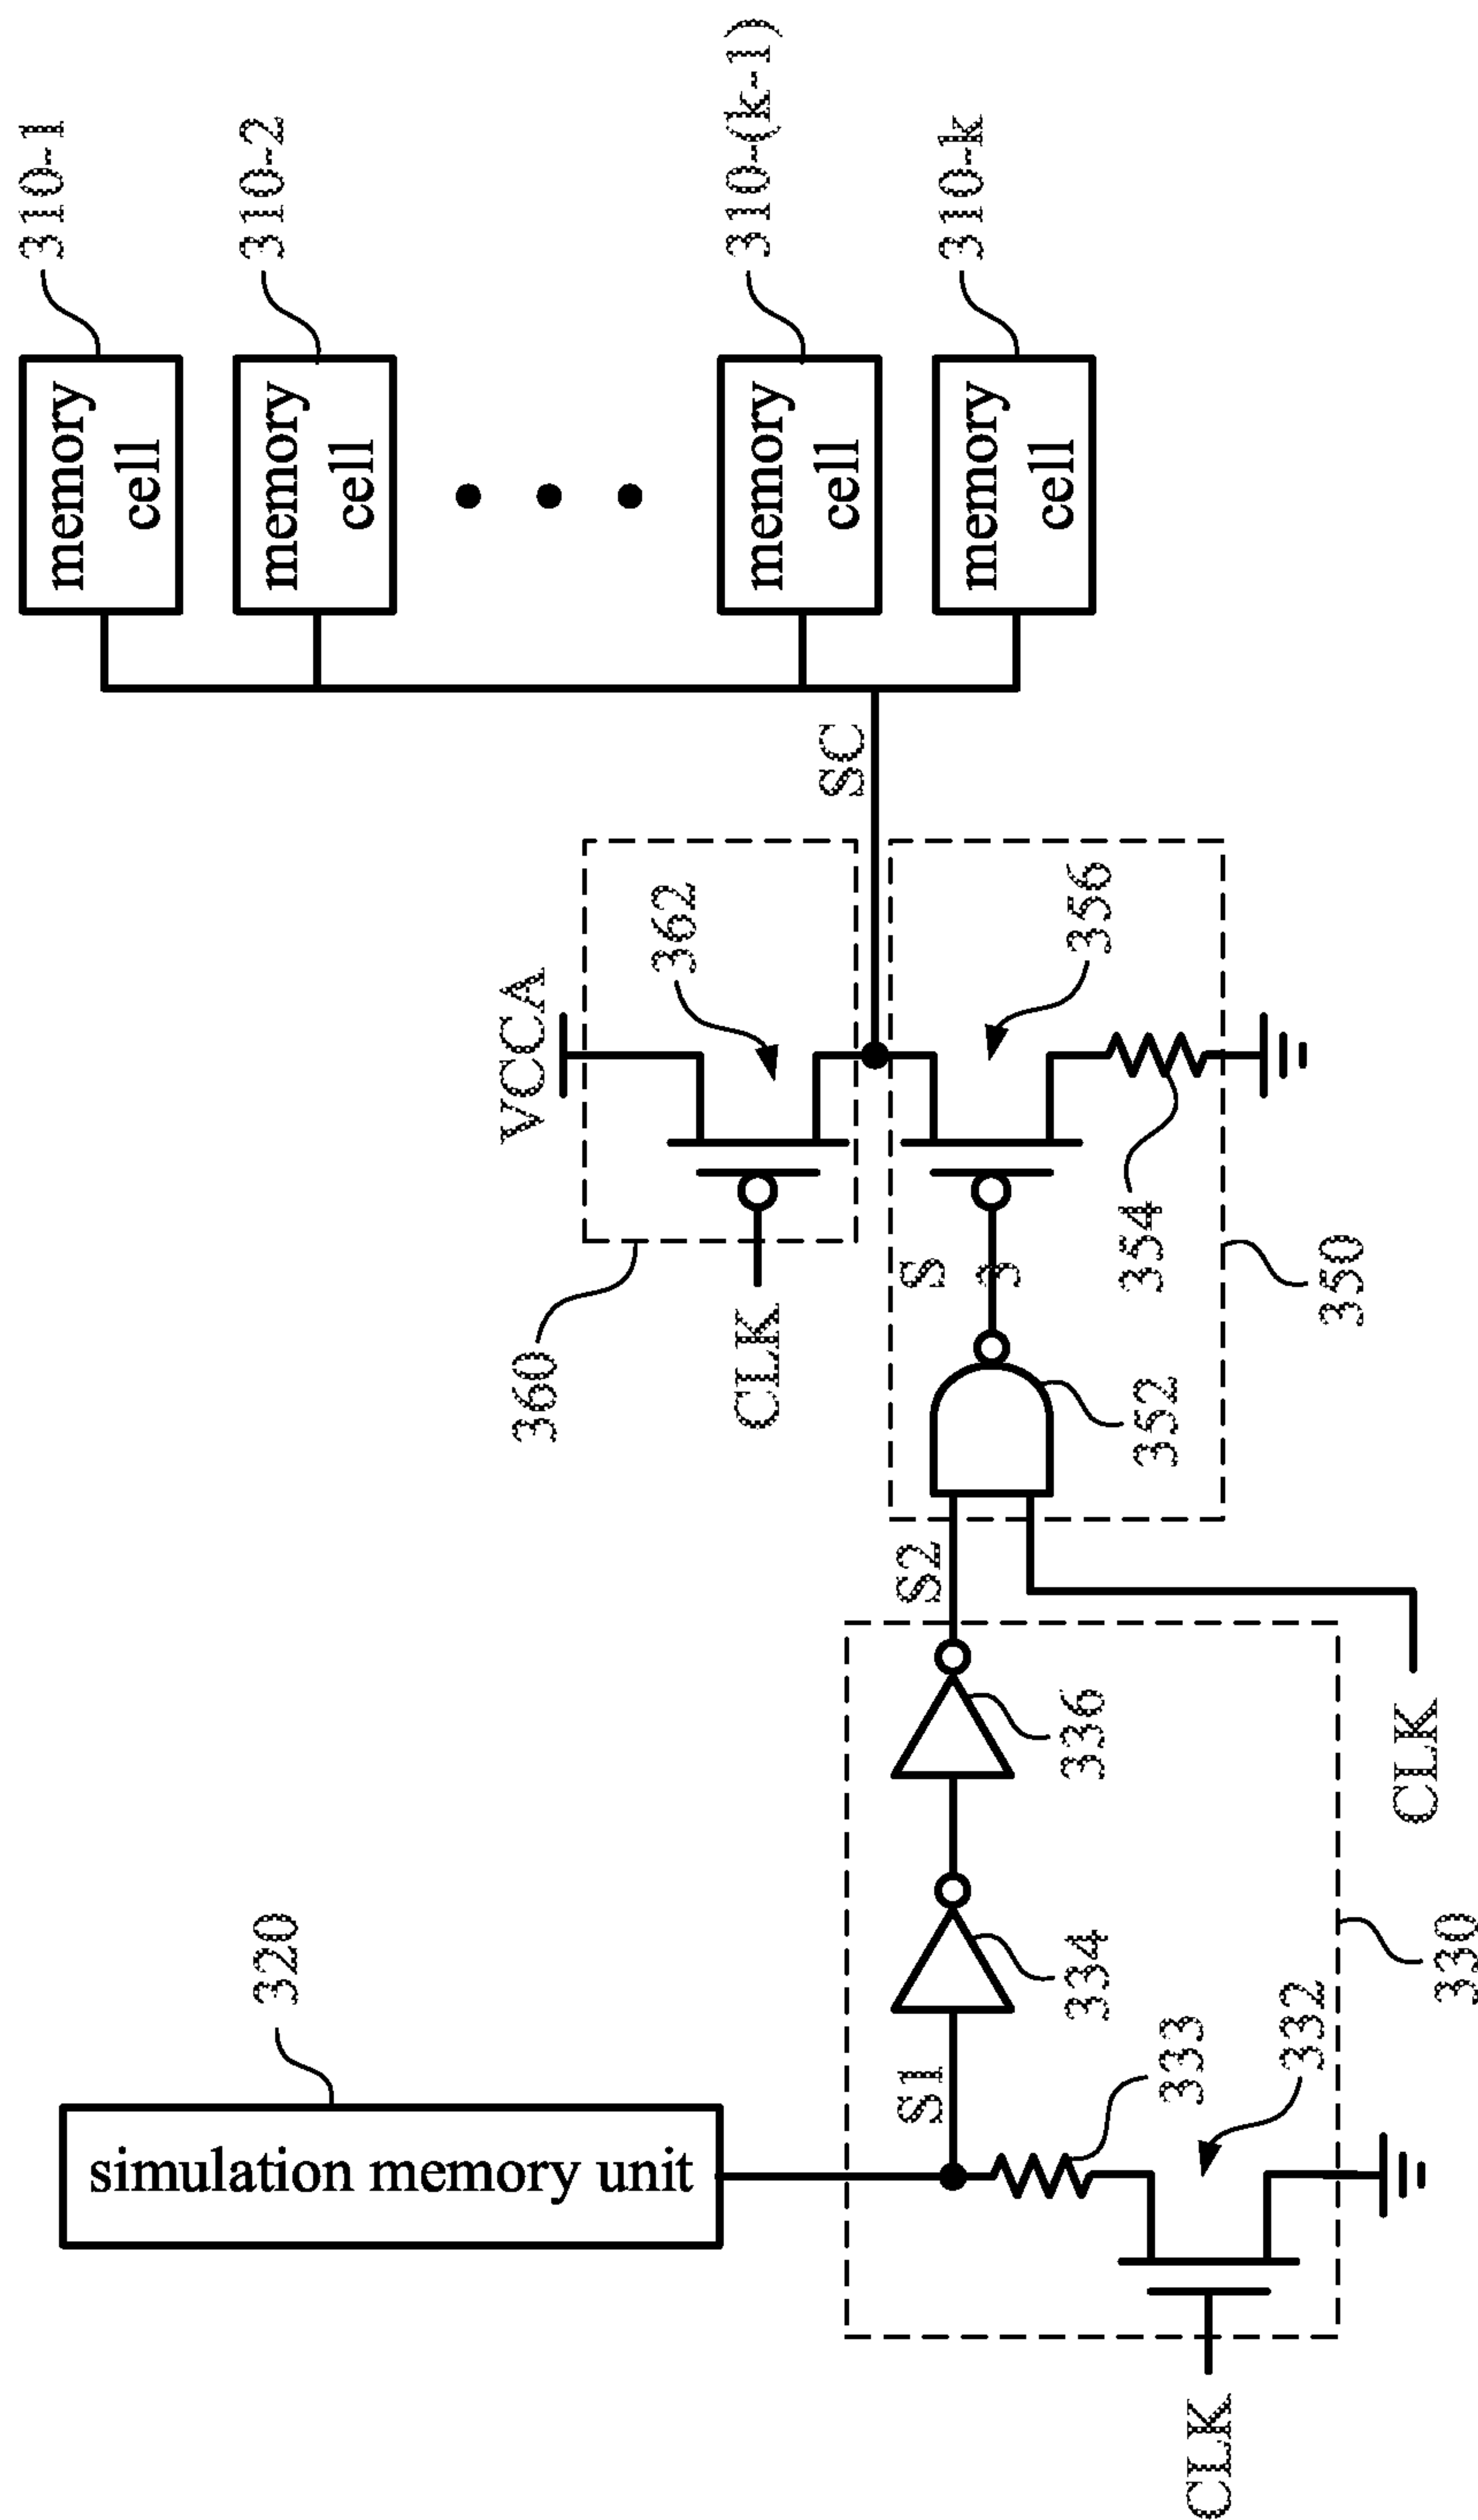 simulation memory unit
320
CLK
S1
333
332
334
336
330
S2
CLK
352
S
3
354
350
356
360
CLK
VCCA
362
SC
memory
cell
310-1
memory
cell
310-2
memory
cell
310-(k-1)
memory
cell
310-k